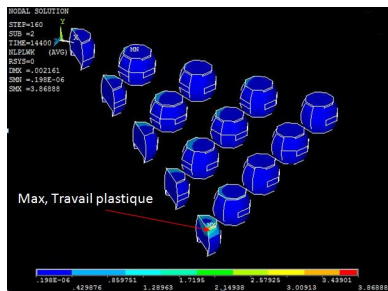 NODAL SOLUTION
STEP=160
SUB =2
TIME=14400
NLPLWK (AVG)
RSYS=0
DMX =.002161
SMN =.198E-06
SMX =3.86888
Y
X
MN
Max, Travail plastique
.198E-06 .859751 1.7195 2.57925 3.43901
.429876 1.28963 2.14938 3.00913 3.86888